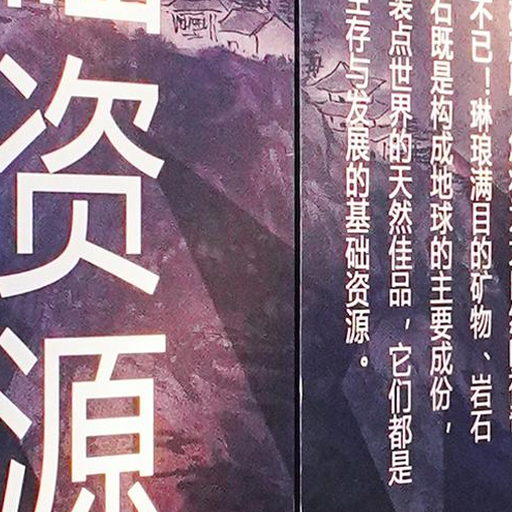 不已！琳琅满目的矿物、岩石
石既是构成地球的主要成份，
装点世界的天然佳品，它们都是
生存与发展的基础资源。
资源